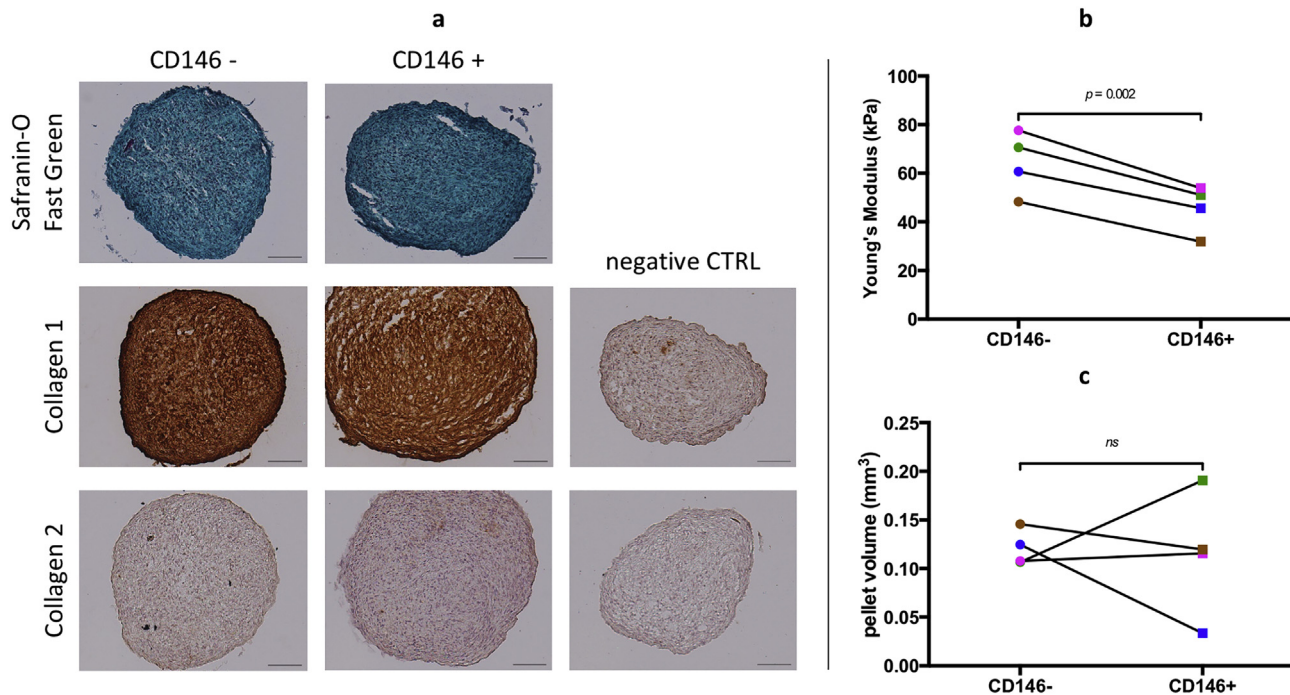 a
CD146 -
CD146 +
Safranin-O
Fast Green
negative CTRL
Collagen 1
Collagen 2
b
Young's Modulus (kPa)
100
80
60
40
20
0
p = 0.002
CD146-
CD146+
c
pellet volume (mm³)
0.25
0.20
0.15
0.10
0.05
0.00
ns
CD146-
CD146+